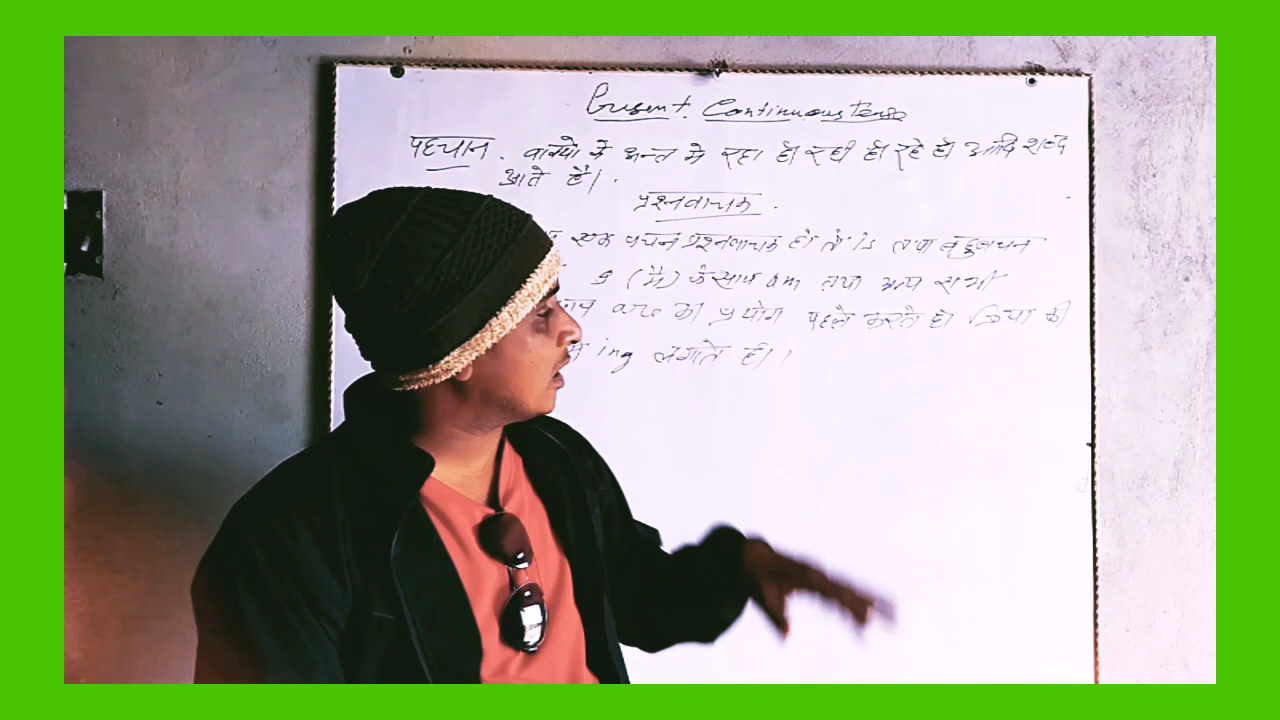 Present. Continuous Tense
पहचान. वाक्यो के अन्त मे रहा हो रही हो रहे हो आदि शब्द
आते हैं।.
प्रश्नवाचक.
एक वचन प्रश्नवाचक हो तो is तथा बहुवचन
g (मैं) के साथ am तथा अन्य सभी
are का प्रयोग पहले करते हो क्रिया की
ing लगाते है।।